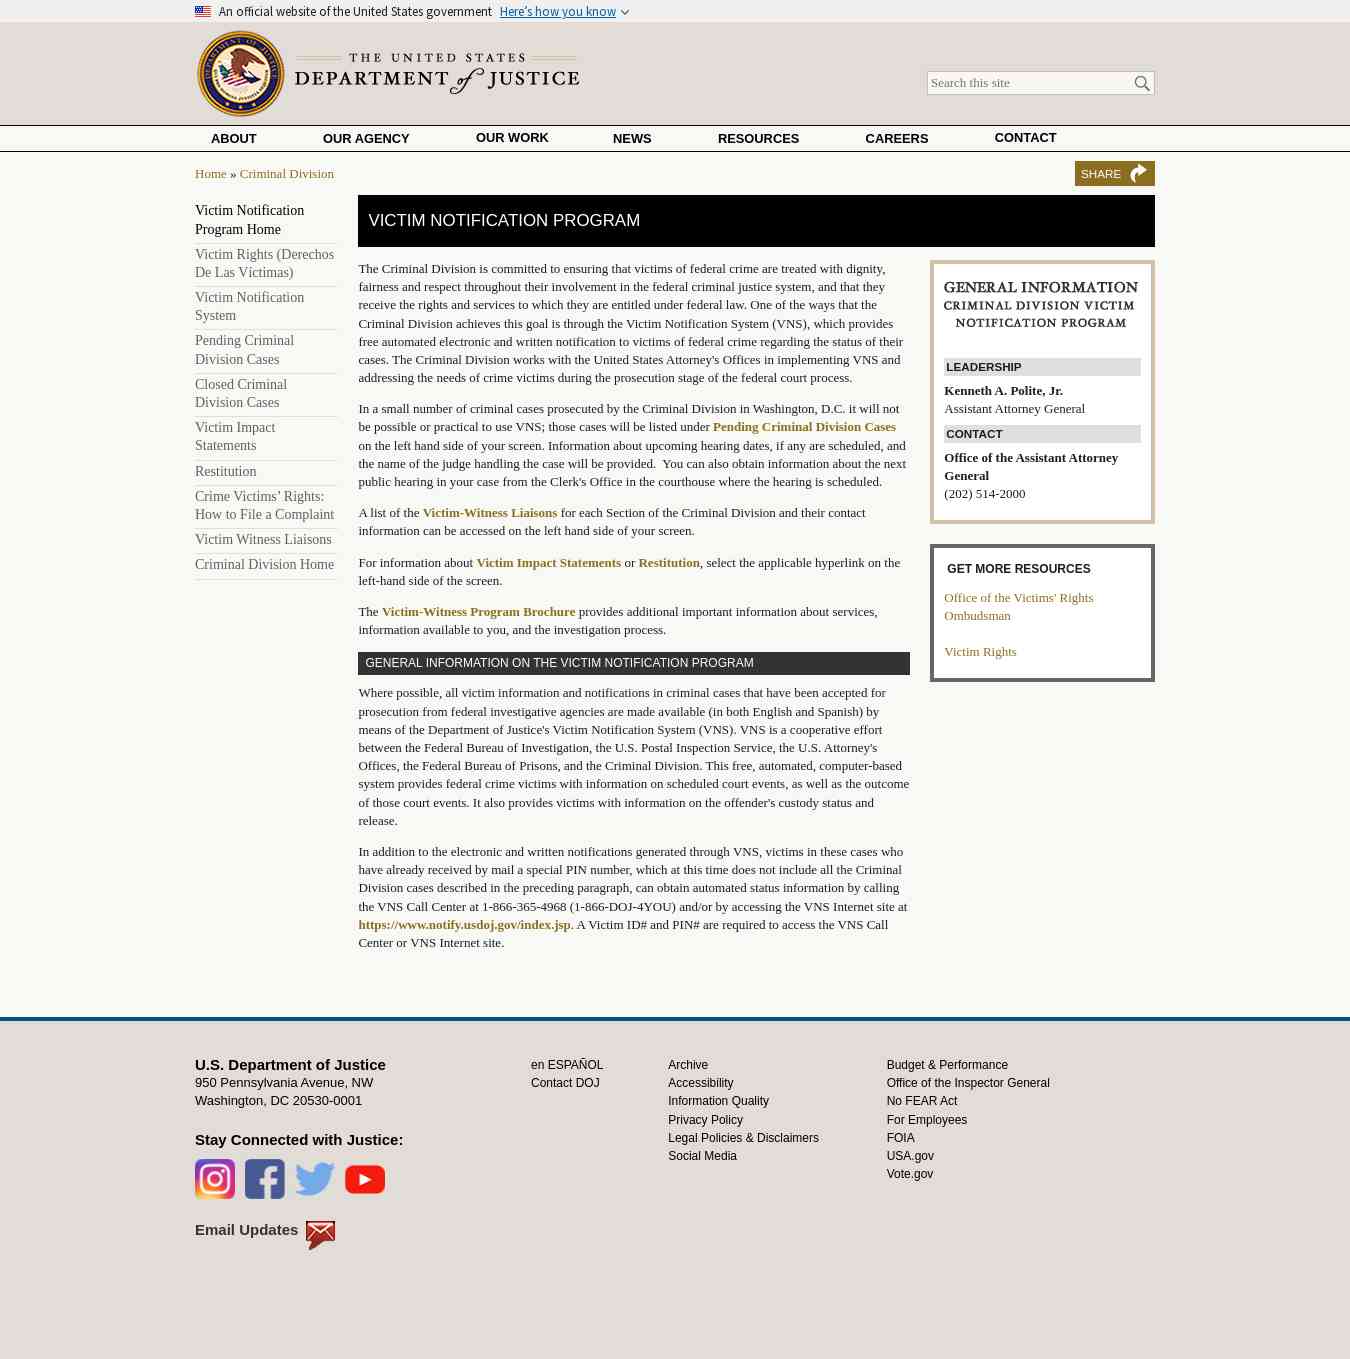 An official website of the United States government Here's how you know
THE UNITED STATES
DEPARTMENT of JUSTICE
Search this site
ABOUT OUR AGENCY OUR WORK NEWS RESOURCES CAREERS CONTACT
Home » Criminal Division
SHARE
Victim Notification
Program Home
Victim Rights (Derechos
De Las Víctimas)
Victim Notification
System
Pending Criminal
Division Cases
Closed Criminal
Division Cases
Victim Impact
Statements
Restitution
Crime Victims’ Rights:
How to File a Complaint
Victim Witness Liaisons
Criminal Division Home
VICTIM NOTIFICATION PROGRAM
The Criminal Division is committed to ensuring that victims of federal crime are treated with dignity,
fairness and respect throughout their involvement in the federal criminal justice system, and that they
receive the rights and services to which they are entitled under federal law. One of the ways that the
Criminal Division achieves this goal is through the Victim Notification System (VNS), which provides
free automated electronic and written notification to victims of federal crime regarding the status of their
cases. The Criminal Division works with the United States Attorney's Offices in implementing VNS and
addressing the needs of crime victims during the prosecution stage of the federal court process.
In a small number of criminal cases prosecuted by the Criminal Division in Washington, D.C. it will not
be possible or practical to use VNS; those cases will be listed under Pending Criminal Division Cases
on the left hand side of your screen. Information about upcoming hearing dates, if any are scheduled, and
the name of the judge handling the case will be provided.  You can also obtain information about the next
public hearing in your case from the Clerk's Office in the courthouse where the hearing is scheduled.
A list of the Victim-Witness Liaisons for each Section of the Criminal Division and their contact
information can be accessed on the left hand side of your screen.
For information about Victim Impact Statements or Restitution, select the applicable hyperlink on the
left-hand side of the screen.
The Victim-Witness Program Brochure provides additional important information about services,
information available to you, and the investigation process.
GENERAL INFORMATION ON THE VICTIM NOTIFICATION PROGRAM
Where possible, all victim information and notifications in criminal cases that have been accepted for
prosecution from federal investigative agencies are made available (in both English and Spanish) by
means of the Department of Justice's Victim Notification System (VNS). VNS is a cooperative effort
between the Federal Bureau of Investigation, the U.S. Postal Inspection Service, the U.S. Attorney's
Offices, the Federal Bureau of Prisons, and the Criminal Division. This free, automated, computer-based
system provides federal crime victims with information on scheduled court events, as well as the outcome
of those court events. It also provides victims with information on the offender's custody status and
release.
In addition to the electronic and written notifications generated through VNS, victims in these cases who
have already received by mail a special PIN number, which at this time does not include all the Criminal
Division cases described in the preceding paragraph, can obtain automated status information by calling
the VNS Call Center at 1-866-365-4968 (1-866-DOJ-4YOU) and/or by accessing the VNS Internet site at
https://www.notify.usdoj.gov/index.jsp. A Victim ID# and PIN# are required to access the VNS Call
Center or VNS Internet site.
GENERAL INFORMATION
CRIMINAL DIVISION VICTIM
NOTIFICATION PROGRAM
LEADERSHIP
Kenneth A. Polite, Jr.
Assistant Attorney General
CONTACT
Office of the Assistant Attorney
General
(202) 514-2000
GET MORE RESOURCES
Office of the Victims' Rights
Ombudsman
Victim Rights
U.S. Department of Justice
950 Pennsylvania Avenue, NW
Washington, DC 20530-0001
Stay Connected with Justice:
Email Updates
en ESPAÑOL
Contact DOJ
Archive
Accessibility
Information Quality
Privacy Policy
Legal Policies & Disclaimers
Social Media
Budget & Performance
Office of the Inspector General
No FEAR Act
For Employees
FOIA
USA.gov
Vote.gov